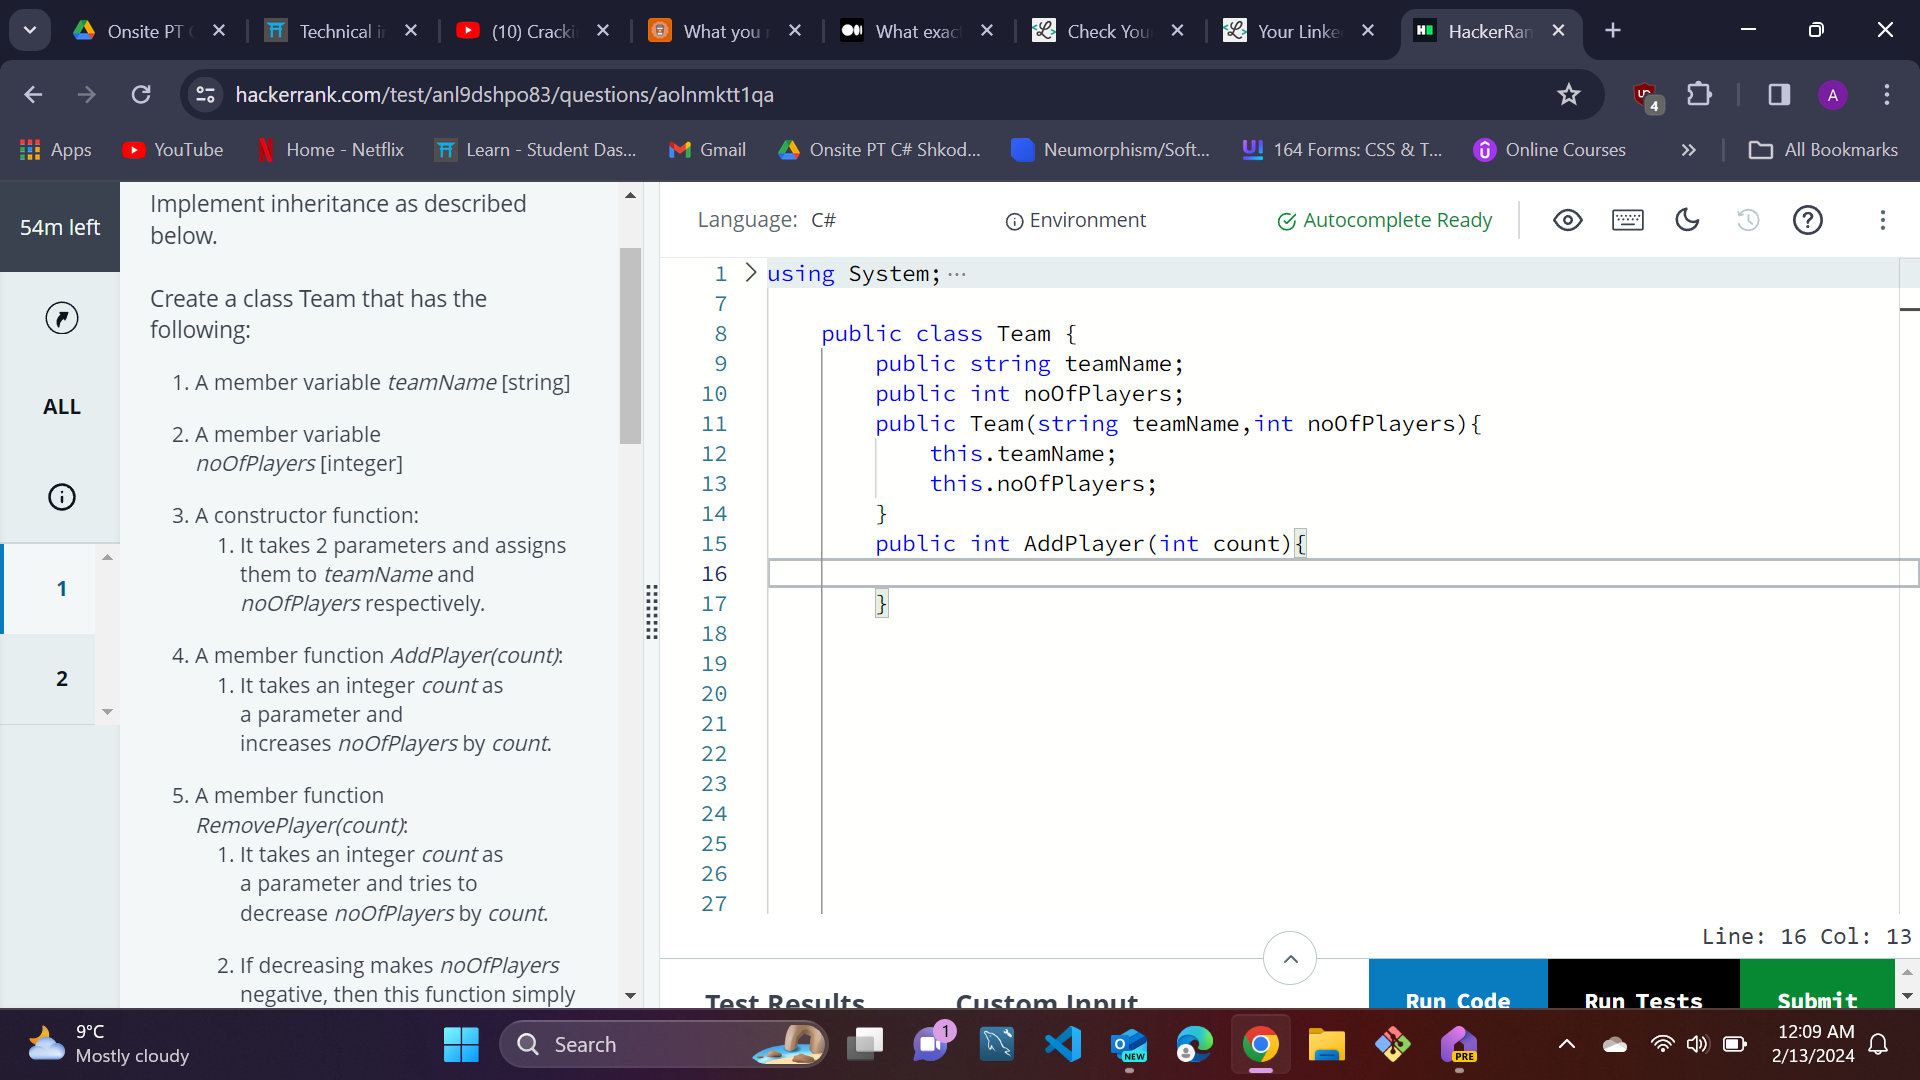 Onsite PT
Technical i
(10) Cracki
What you
What exac
Check You
Your Linke
HackerRan
hackerrank.com/test/anl9dshpo83/questions/aolnmktt1qa
4
A
Apps
YouTube
Home - Netflix
Learn - Student Das...
Gmail
Onsite PT C# Shkod...
Neumorphism/Soft...
164 Forms: CSS & T...
Online Courses
»
All Bookmarks
54m left
ALL
1
2
Implement inheritance as described
below.
Create a class Team that has the
following:
1. A member variable teamName [string]
2. A member variable
noOfPlayers [integer]
3. A constructor function:
1. It takes 2 parameters and assigns
them to teamName and
noOfPlayers respectively.
4. A member function AddPlayer(count):
1. It takes an integer count as
a parameter and
increases noOfPlayers by count.
5. A member function
RemovePlayer(count):
1. It takes an integer count as
a parameter and tries to
decrease noOfPlayers by count.
2. If decreasing makes noOfPlayers
negative, then this function simply
Language: C#
Environment
Autocomplete Ready
1 using System; ···
7
8 public class Team {
9 public string teamName;
10 public int noOfPlayers;
11 public Team(string teamName,int noOfPlayers){
12 this.teamName;
13 this.noOfPlayers;
14 }
15 public int AddPlayer(int count){
16
17 }
18
19
20
21
22
23
24
25
26
27
Line: 16 Col: 13
Test Results
Custom Input
Run Code
Run Tests
Submit
9°C
Mostly cloudy
Search
1
NEW
PRE
12:09 AM
2/13/2024